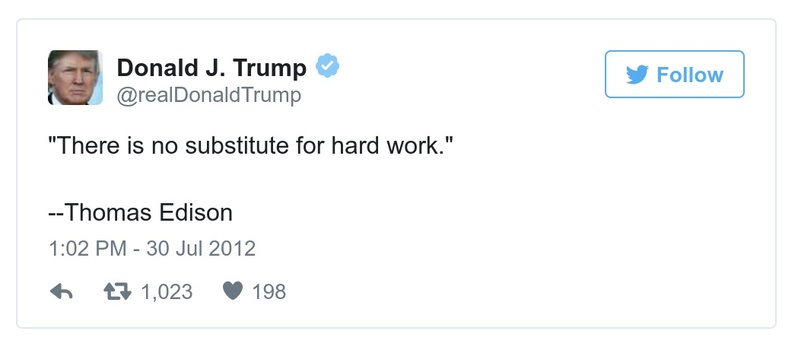 Donald J. Trump
@realDonaldTrump
Follow
"There is no substitute for hard work."
--Thomas Edison
1:02 PM - 30 Jul 2012
1,023 198